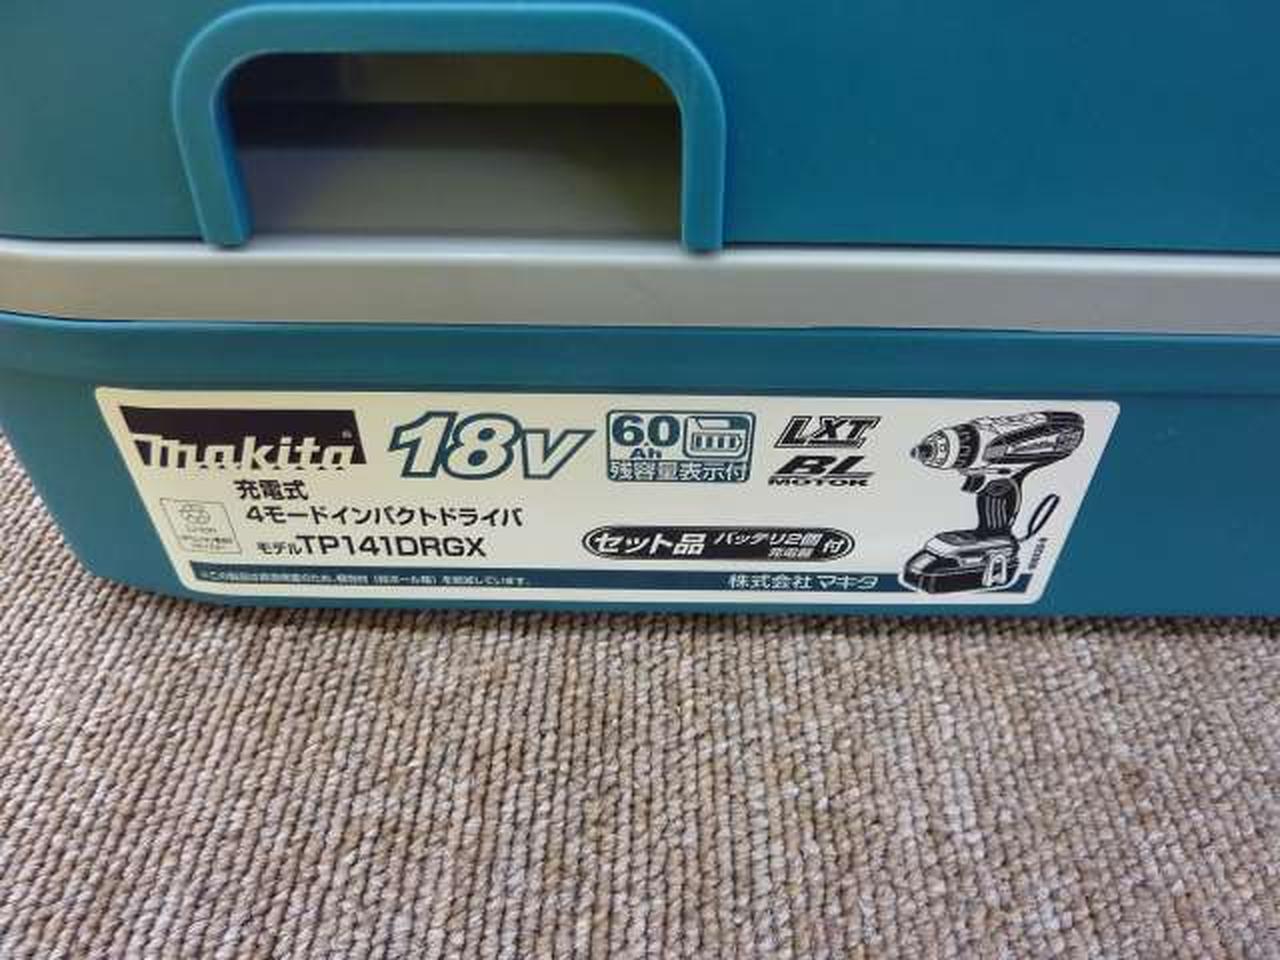 makita
18V
6.0
Ah
残容量表示付
LXT
BL
MOTOR
充電式
4モードインパクトドライバ
モデルTP141DRGX
セット品 バッテリ2個 充電器 付
株式会社 マキタ